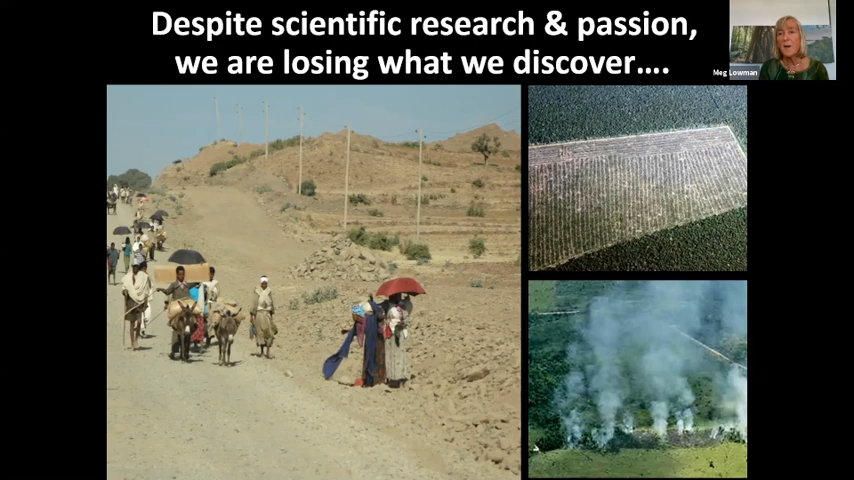 Despite scientific research & passion,
we are losing what we discover....
Meg Lowman